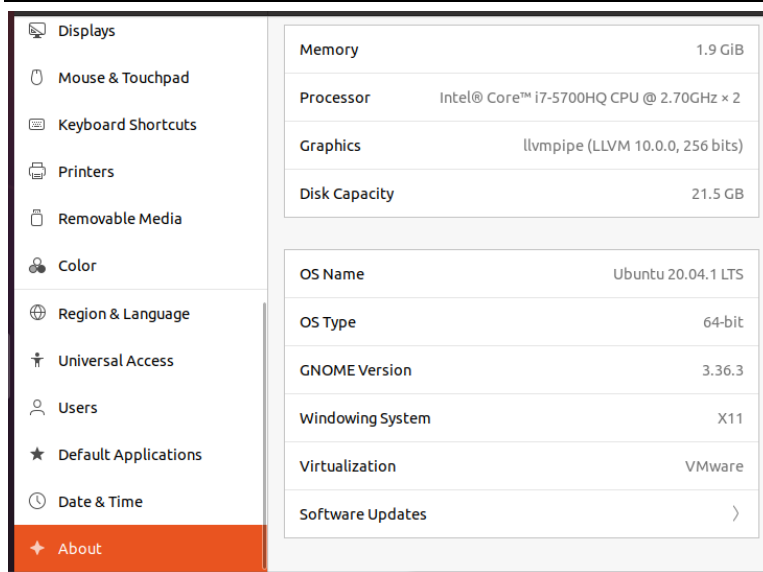 Displays
Mouse & Touchpad
Keyboard Shortcuts
Printers
Removable Media
Color
Region & Language
Universal Access
Users
Default Applications
Date & Time
About
Memory 1.9 GiB
Processor Intel® Core™ i7-5700HQ CPU @ 2.70GHz × 2
Graphics llvmpipe (LLVM 10.0.0, 256 bits)
Disk Capacity 21.5 GB
OS Name Ubuntu 20.04.1 LTS
OS Type 64-bit
GNOME Version 3.36.3
Windowing System X11
Virtualization VMware
Software Updates